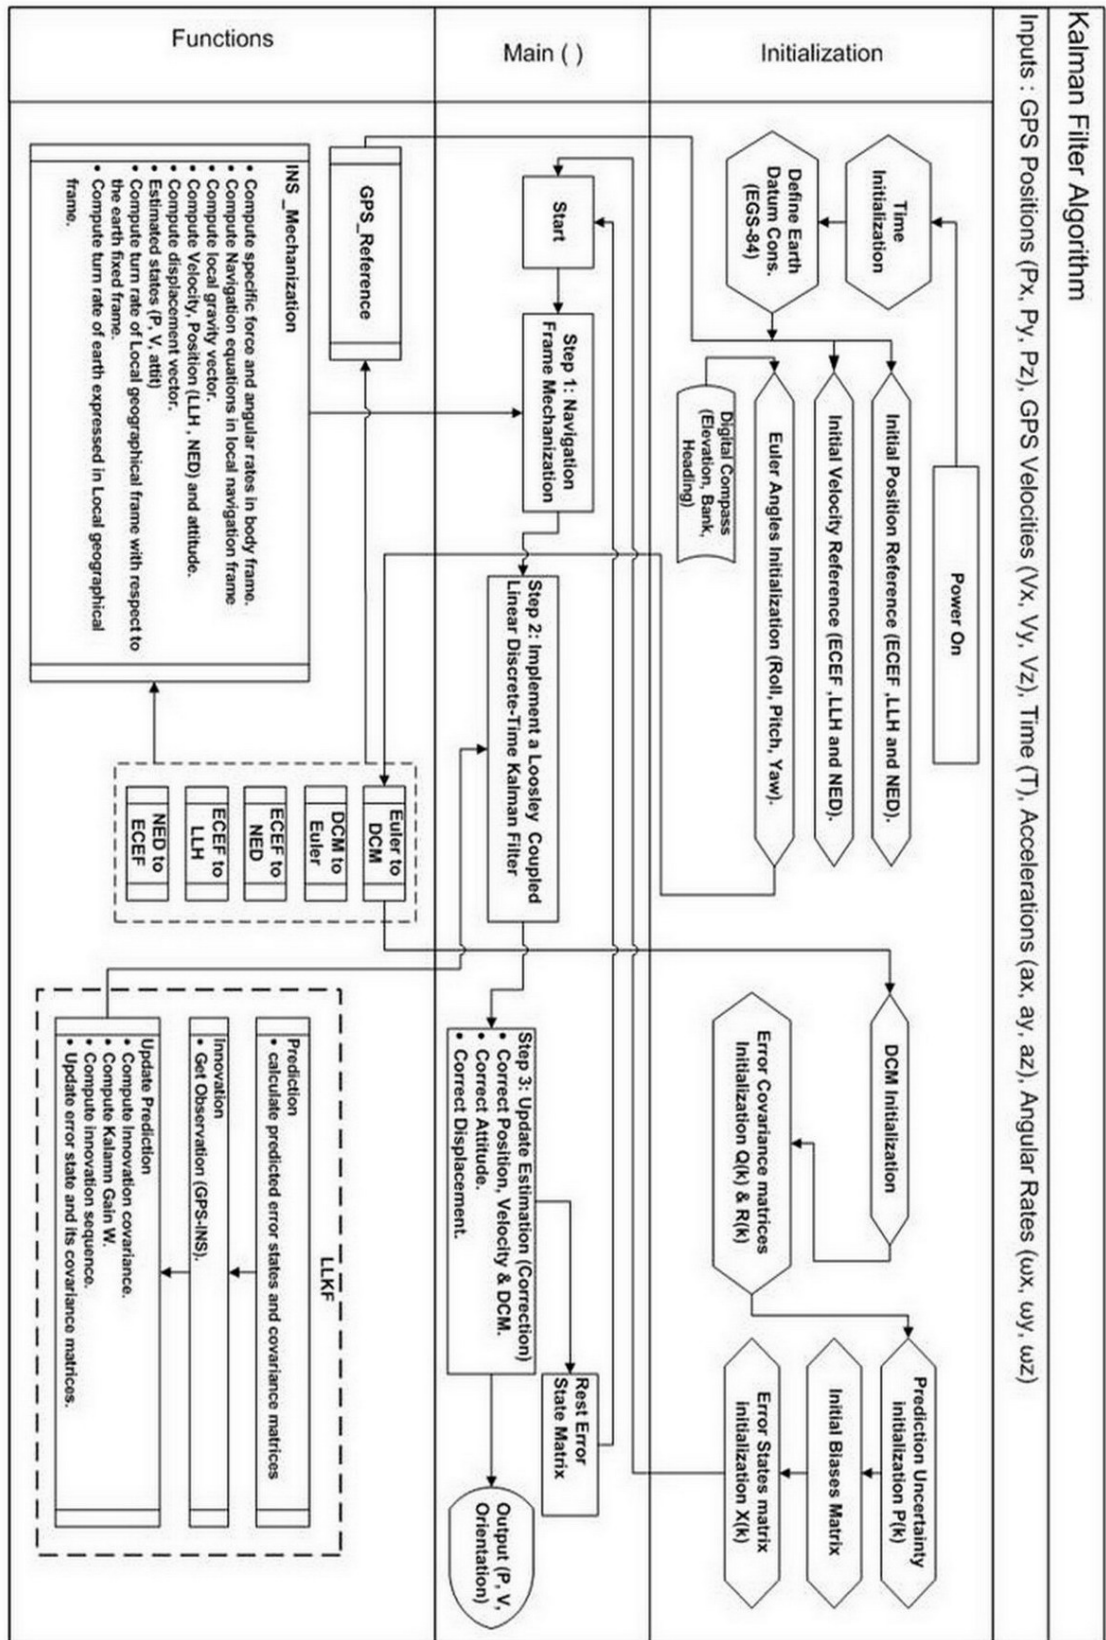 Kalman Filter Algorithm
Inputs : GPS Positions (Px, Py, Pz), GPS Velocities (Vx, Vy, Vz), Time (T), Accelerations (ax, ay, az), Angular Rates (ωx, ωy, ωz)
Initialization
Power On
Time
Initialization
Define Earth
Datum Cons.
(EGS-84)
Initial Position Reference (ECEF ,LLH and NED).
Initial Velocity Reference (ECEF ,LLH and NED).
Euler Angles Initialization (Roll, Pitch, Yaw).
Digital Compass
(Elevation, Bank,
Heading)
DCM Initialization
Error Covariance matrices
Initialization Q(k) & R(k)
Prediction Uncertainty
initialization P(k)
Initial Biases Matrix
Error States matrix
initialization X(k)
Main ( )
Start
Step 1: Navigation
Frame Mechanization
Step 2: Implement a Loosley Coupled
Linear Discrete-Time Kalman Filter
Step 3: Update Estimation (Correction)
• Correct Position, Velocity & DCM.
• Correct Attitude.
• Correct Displacement.
Rest Error
State Matrix
Output (P, V,
Orientation)
Functions
GPS_Reference
INS _Mechanization
• Compute specific force and angular rates in body frame.
• Compute Navigation equations in local navigation frame
• Compute local gravity vector.
• Compute Velocity, Position (LLH , NED) and attitude.
• Compute displacement vector.
• Estimated states (P, V, attit)
• Compute turn rate of Local geographical frame with respect to
the earth fixed frame.
• Compute turn rate of earth expressed in Local geographical
frame.
Euler to
DCM
DCM to
Euler
ECEF to
NED
ECEF to
LLH
NED to
ECEF
LLKF
Prediction
• calculate predicted error states and covariance matrices
Innovation
• Get Observation (GPS-INS).
Update Prediction
• Compute Innovation covariance.
• Compute Kalamn Gain W.
• Compute innovation sequence.
• Update error state and its covariance matrices.